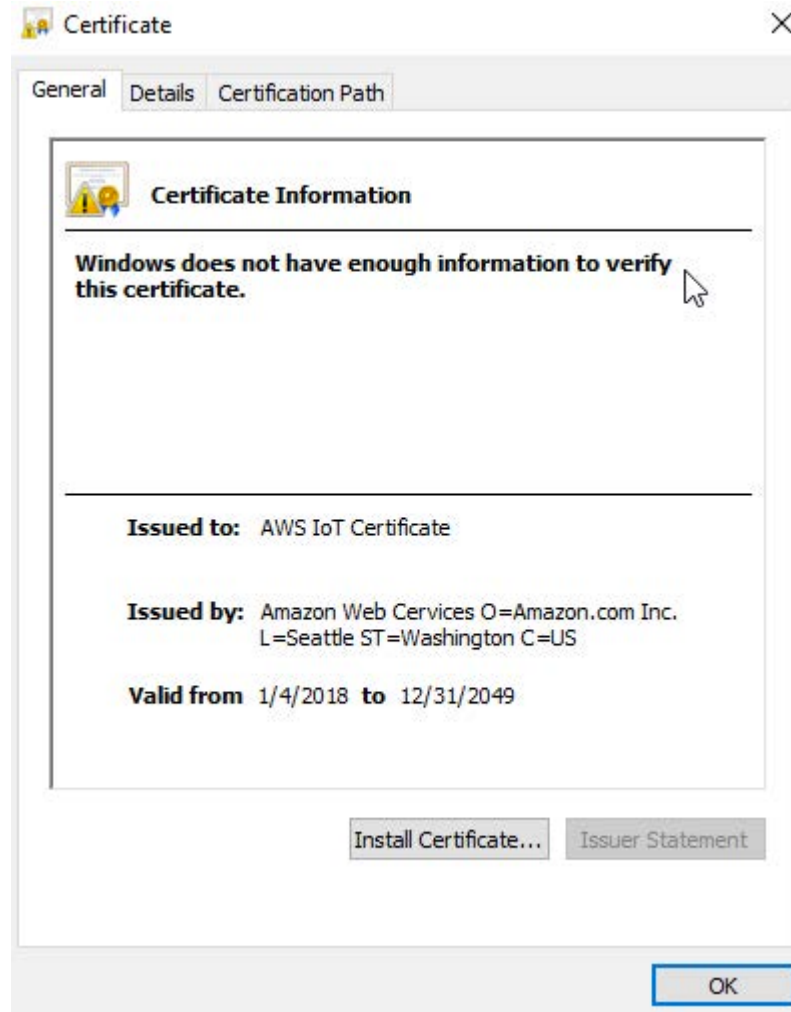 Certificate
General Details Certification Path
Certificate Information
Windows does not have enough information to verify
this certificate.
Issued to: AWS IoT Certificate
Issued by: Amazon Web Cervices O=Amazon.com Inc.
L=Seattle ST=Washington C=US
Valid from 1/4/2018 to 12/31/2049
Install Certificate... Issuer Statement
OK